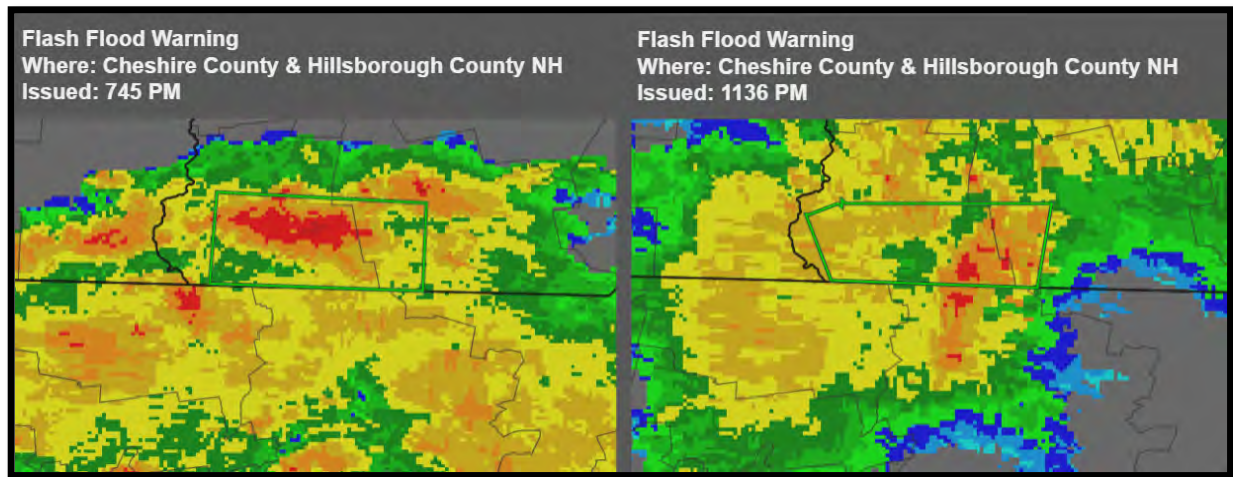 Flash Flood Warning
Where: Cheshire County & Hillsborough County NH
Issued: 745 PM
Flash Flood Warning
Where: Cheshire County & Hillsborough County NH
Issued: 1136 PM